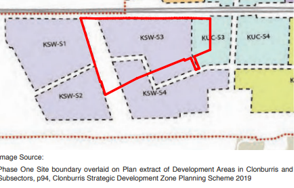 KSW-S1
KSW-S3
KUC-S3
KUC-S4
KSW-S2
KSW-S4
K
mage Source:
Phase One Site boundary overlaid on Plan extract of Development Areas in Clonburris and
Subsectors, p94, Clonburris Strategic Development Zone Planning Scheme 2019